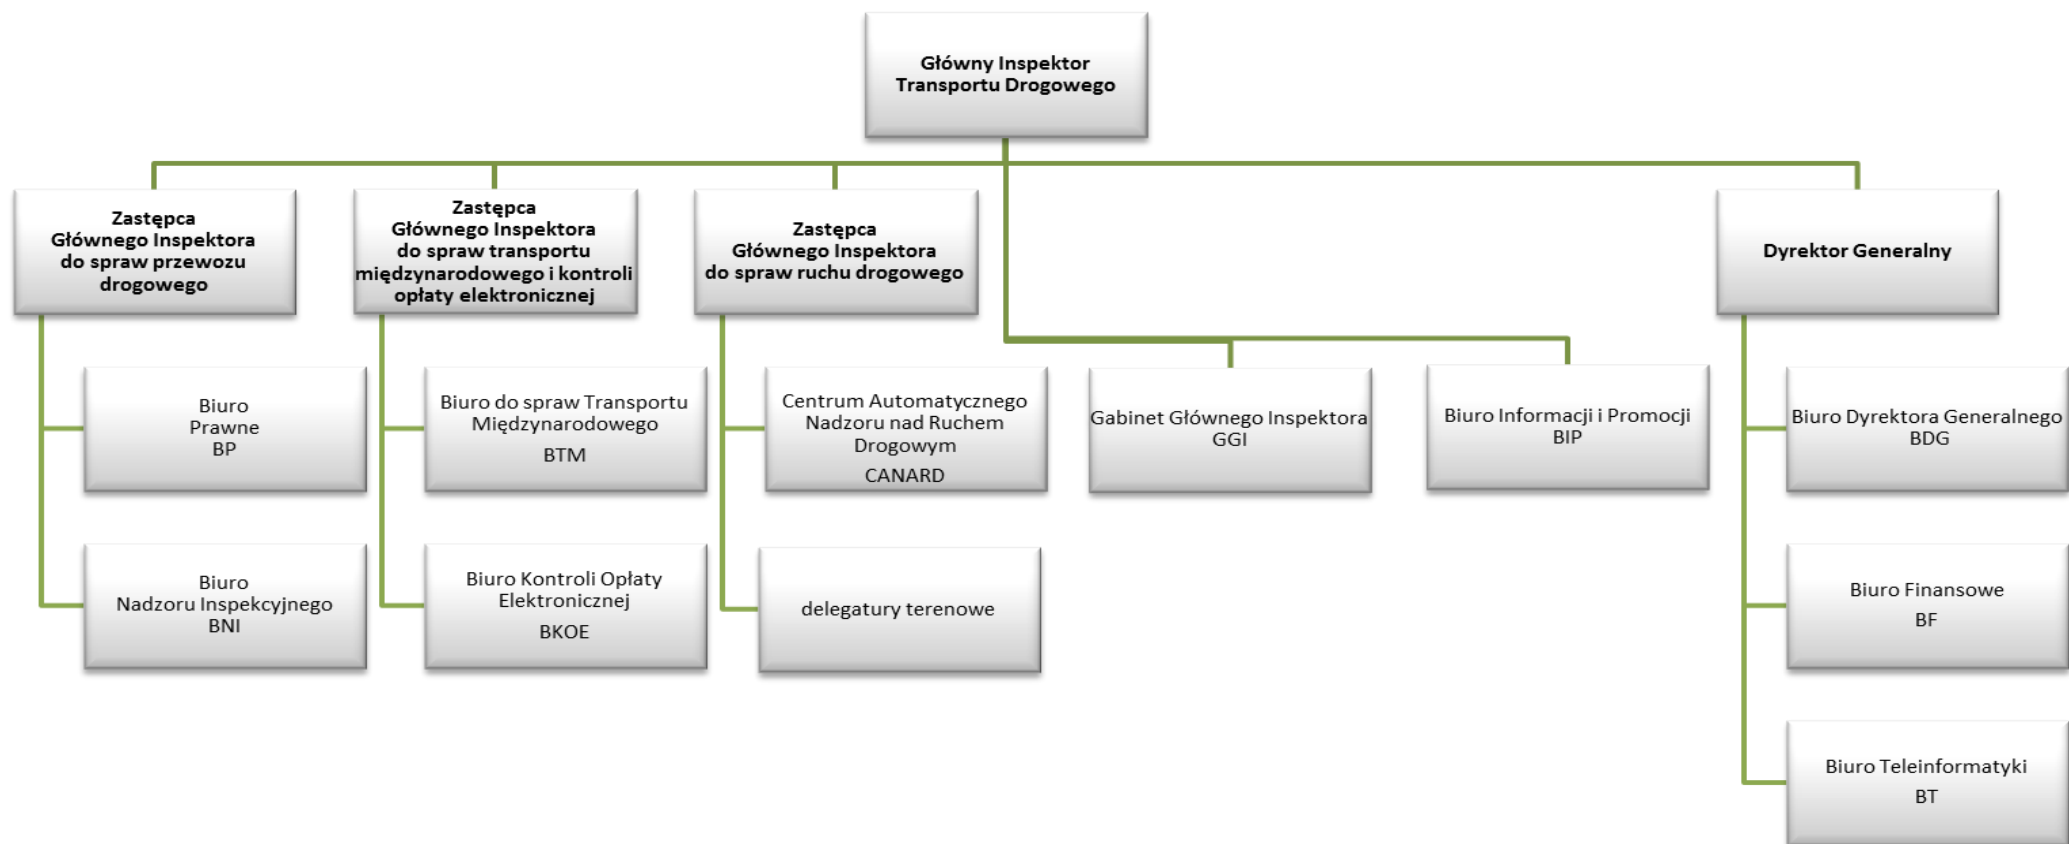 Główny Inspektor
Transportu Drogowego
Zastępca
Głównego Inspektora
do spraw przewozu
drogowego
Zastępca
Głównego Inspektora
do spraw transportu
międzynarodowego i kontroli
opłaty elektronicznej
Zastępca
Głównego Inspektora
do spraw ruchu drogowego
Dyrektor Generalny
Biuro
Prawne
BP
Biuro do spraw Transportu
Międzynarodowego
BTM
Centrum Automatycznego
Nadzoru nad Ruchem
Drogowym
CANARD
Gabinet Głównego Inspektora
GGI
Biuro Informacji i Promocji
BIP
Biuro Dyrektora Generalnego
BDG
Biuro
Nadzoru Inspekcyjnego
BNI
Biuro Kontroli Opłaty
Elektronicznej
BKOE
delegatury terenowe
Biuro Finansowe
BF
Biuro Teleinformatyki
BT